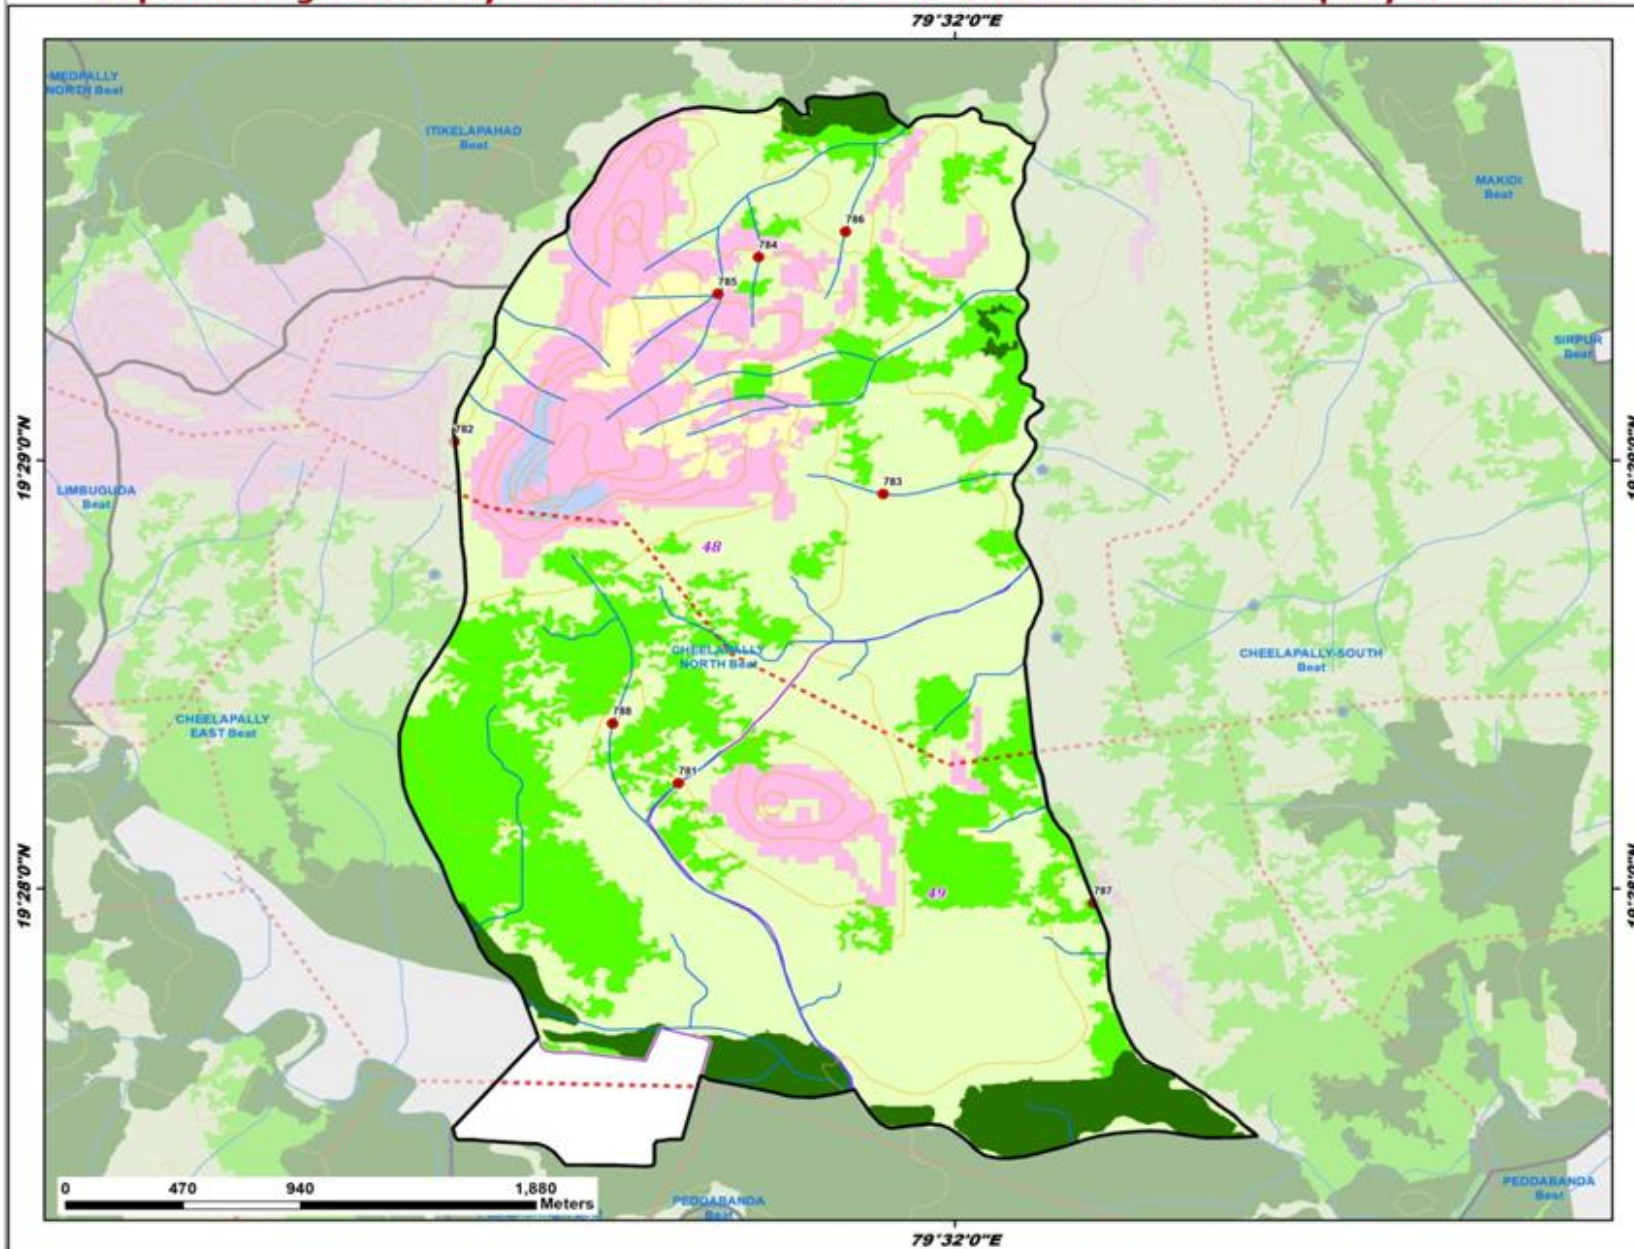 79°32'0"E
MEDPALLY
NORTH Beat
ITIKELAPAHAD
Beat
MAKIDI
Beat
786
784
785
SIRPUR
Beat
782
19°29'0"N
783
LIMBUGUDA
Beat
48
CHEELAPALLY
NORTH Beat
CHEELAPALLY-SOUTH
Beat
CHEELAPALLY
EAST Beat
788
781
19°28'0"N
49
787
0 470 940 1,880
Meters
PEDDABANDA
Beat
PEDDABANDA
Beat
79°32'0"E